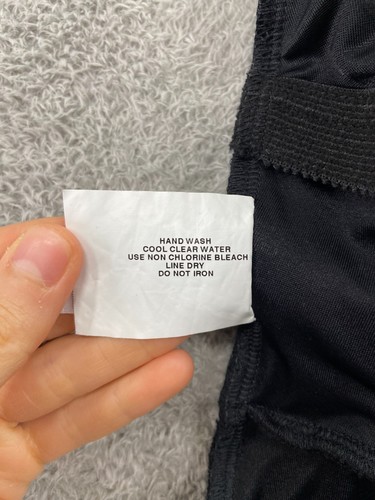 HAND WASH
COOL CLEAR WATER
USE NON CHLORINE BLEACH
LINE DRY
DO NOT IRON